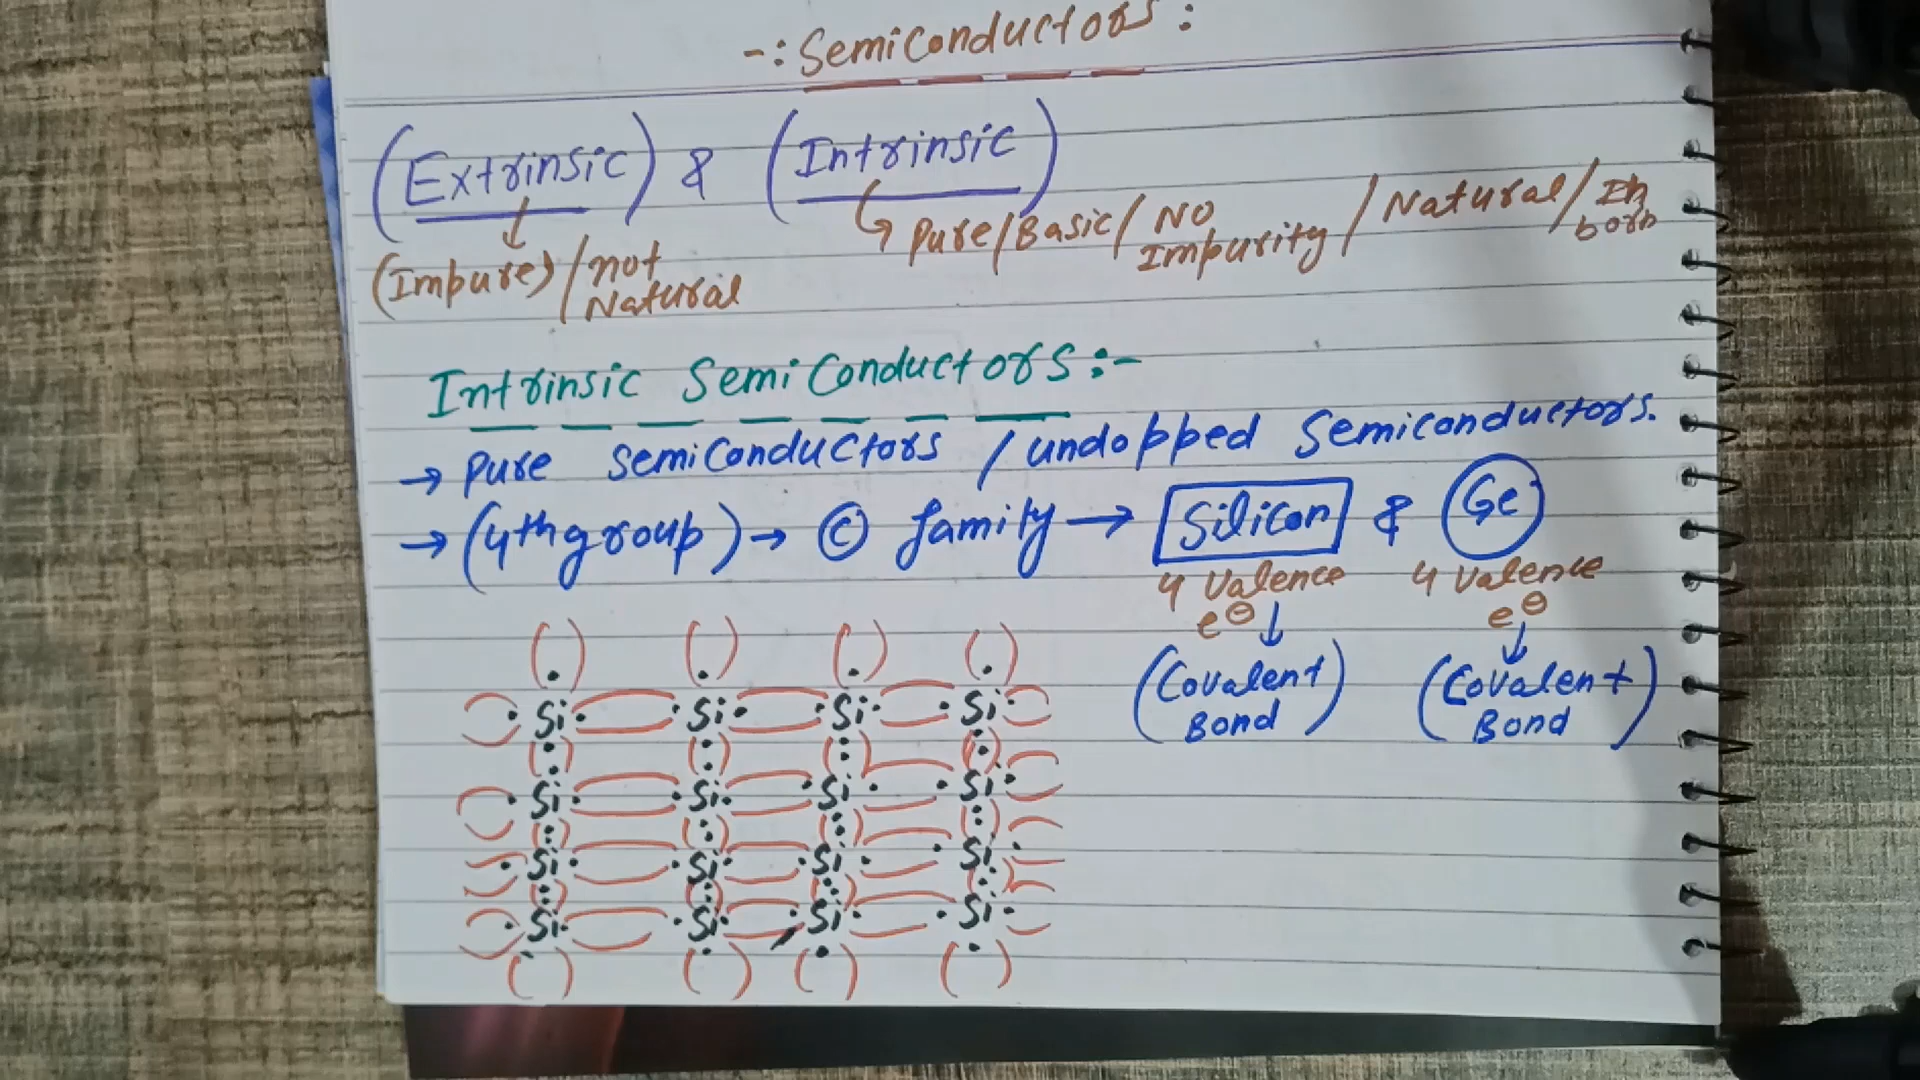 -: Semiconductors :
(Extrinsic) & (Intrinsic)
(Impure) / not Natural
Pure / Basic / NO Impurity / Natural / In born
Intrinsic Semiconductors :-
→ Pure semiconductors / undopped Semiconductors.
→ (4th group) → © family → Silicon & Ge
4 Valence e⊖ ↓ 4 Valence e⊖ ↓
(Covalent Bond) (Covalent Bond)
Si Si Si Si
Si Si Si Si
Si Si Si Si
Si Si Si Si